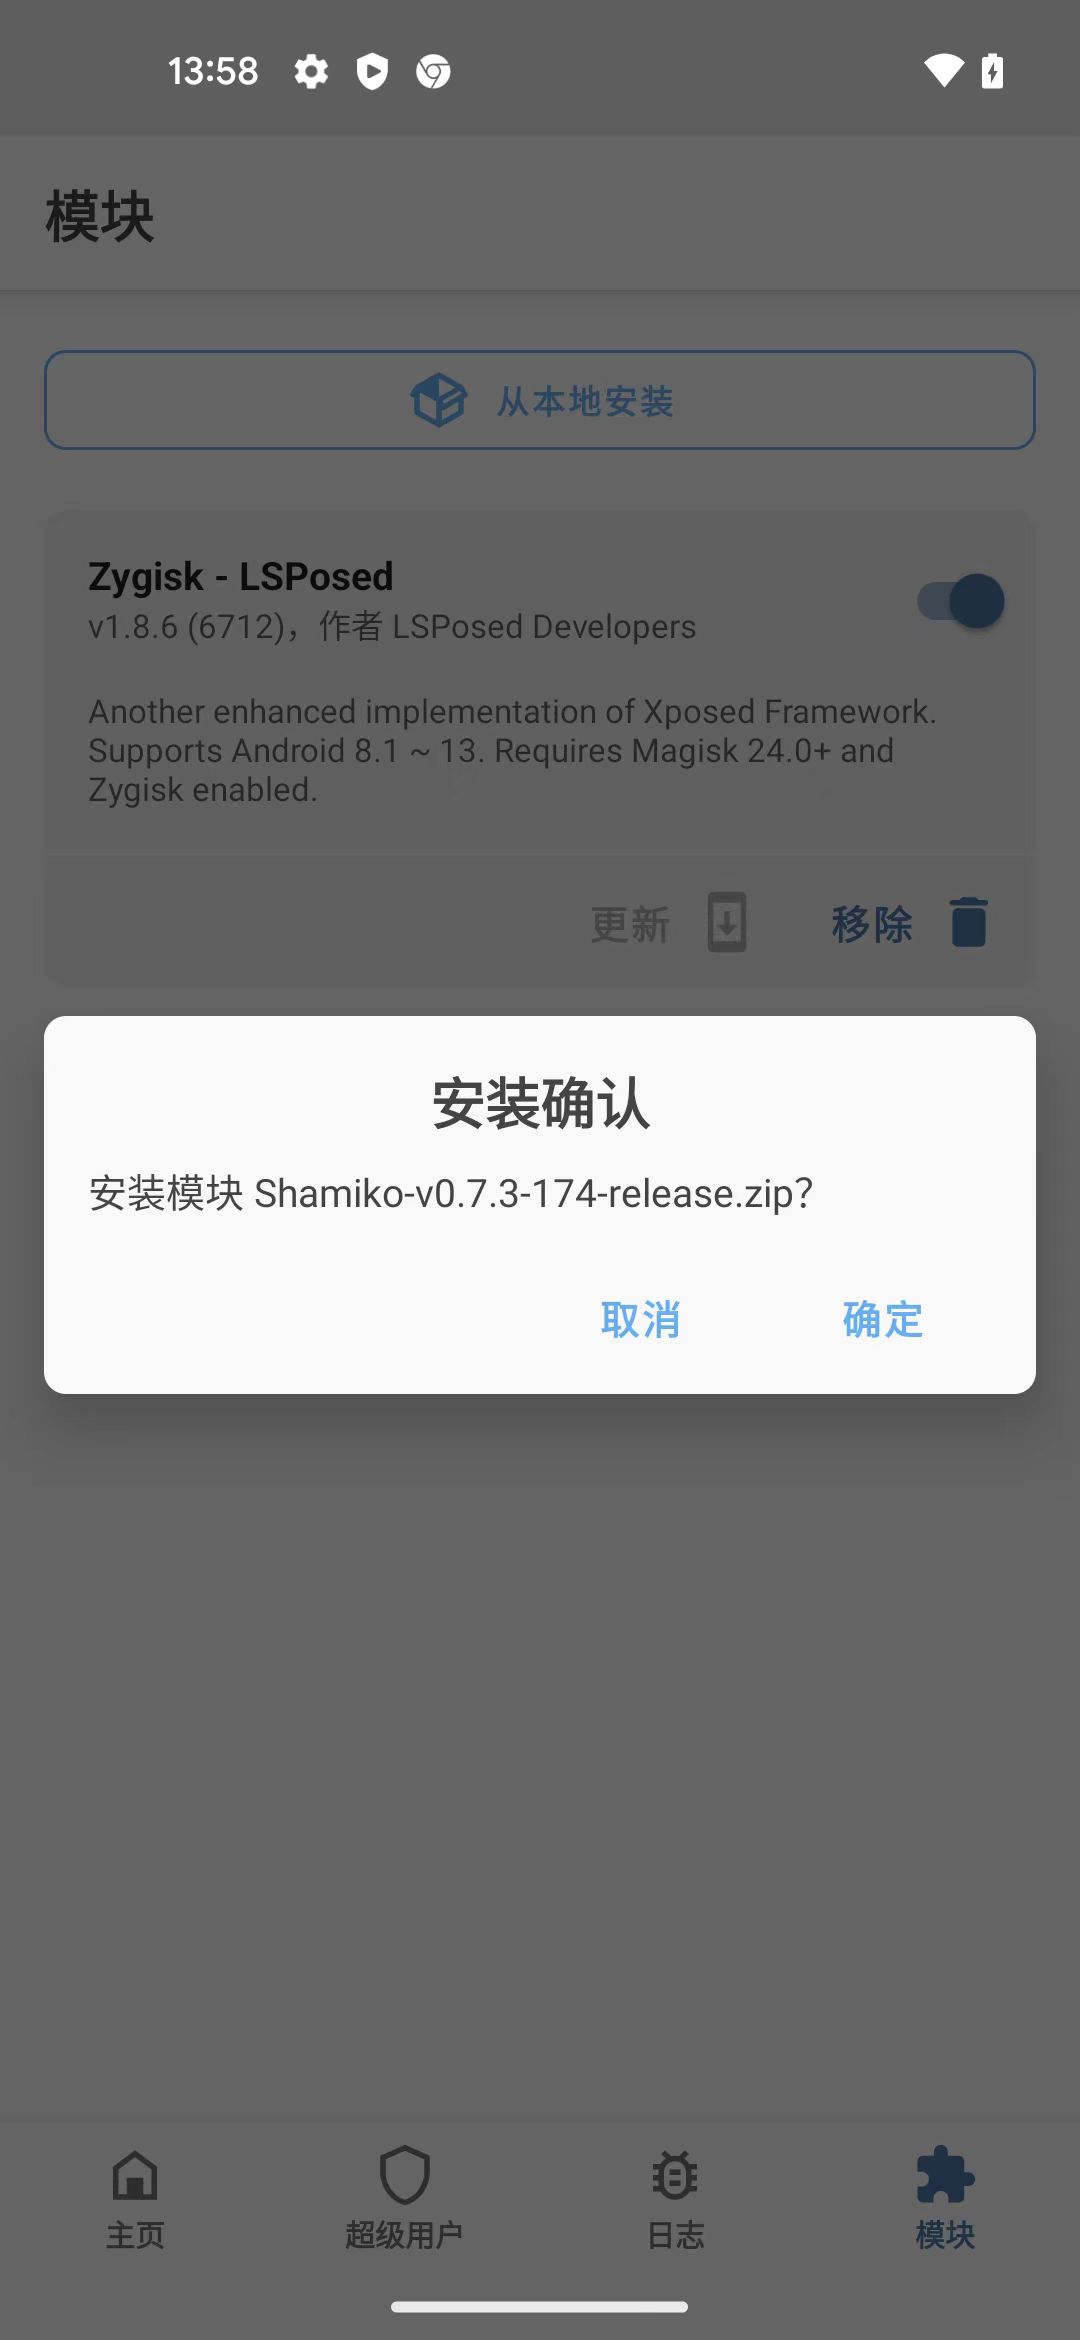 13:58
模块
从本地安装
Zygisk - LSPosed
v1.8.6 (6712)，作者 LSPosed Developers
Another enhanced implementation of Xposed Framework.
Supports Android 8.1 ~ 13. Requires Magisk 24.0+ and
Zygisk enabled.
更新 移除
安装确认
安装模块 Shamiko-v0.7.3-174-release.zip?
取消 确定
主页 超级用户 日志 模块